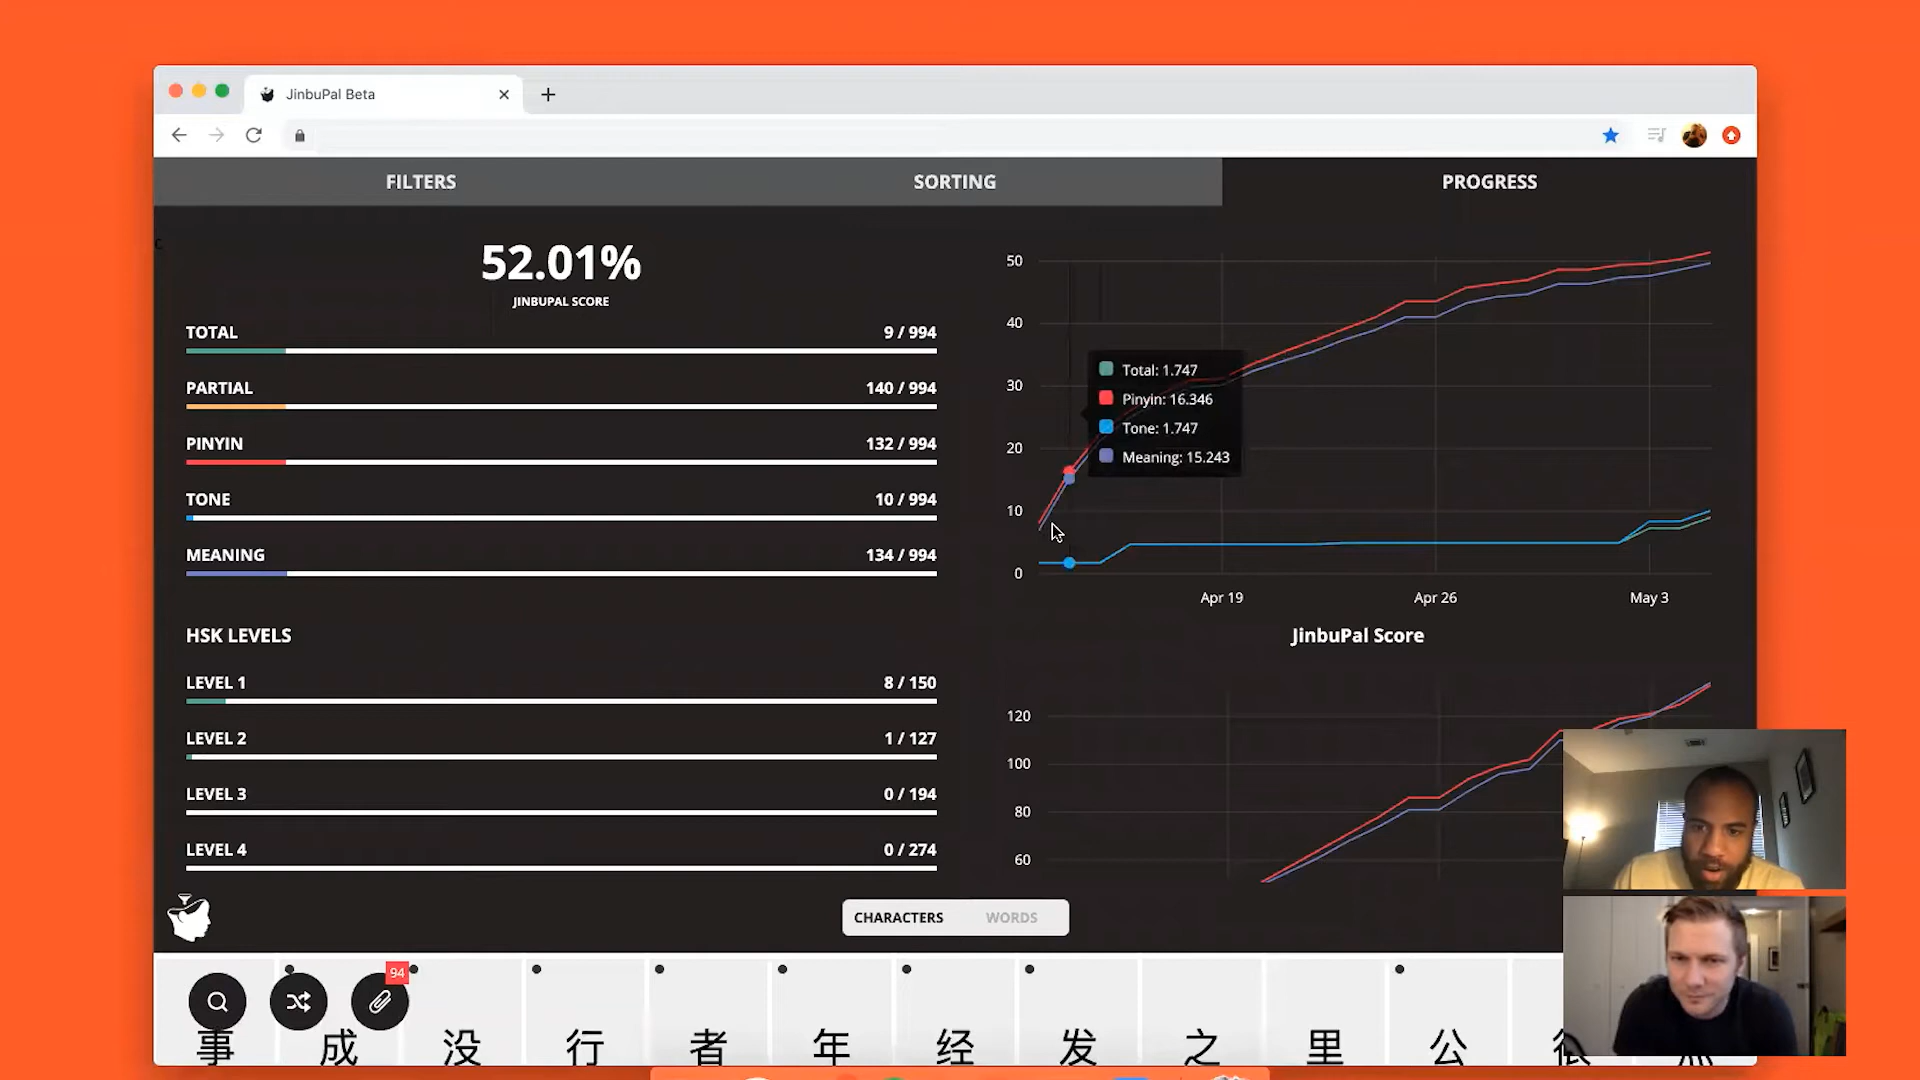 JinbuPal Beta
FILTERS
SORTING
PROGRESS
52.01%
JINBUPAL SCORE
TOTAL 9 / 994
PARTIAL 140 / 994
PINYIN 132 / 994
TONE 10 / 994
MEANING 134 / 994
HSK LEVELS
LEVEL 1 8 / 150
LEVEL 2 1 / 127
LEVEL 3 0 / 194
LEVEL 4 0 / 274
50
40
30
20
10
0
Total: 1.747
Pinyin: 16.346
Tone: 1.747
Meaning: 15.243
Apr 19
Apr 26
May 3
JinbuPal Score
120
100
80
60
CHARACTERS
WORDS
94
事 成 没 行 者 年 经 发 之 里 公